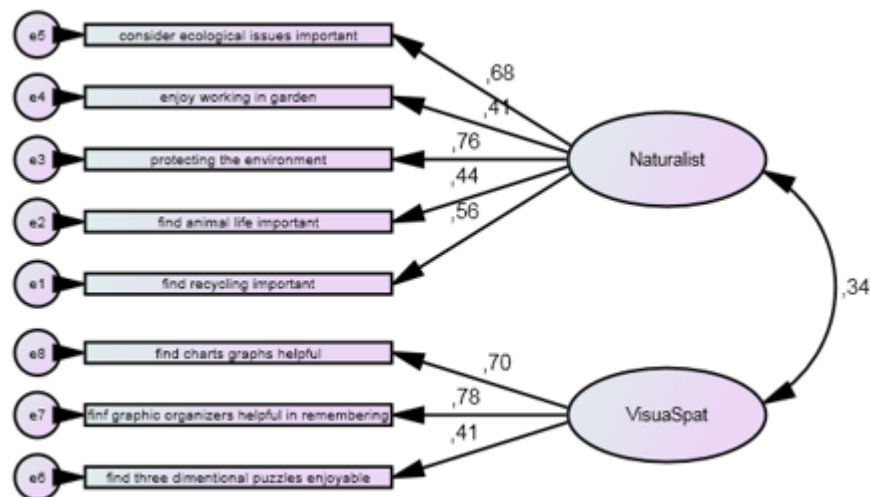 e5 consider ecological issues important
,68
e4 enjoy working in garden
,41
e3 protecting the environment
,76
Naturalist
e2 find animal life important
,44
e1 find recycling important
,56
,34
e8 find charts graphs helpful
,70
e7 finf graphic organizers helpful in remembering
,78
VisuaSpat
e6 find three dimentional puzzles enjoyable
,41